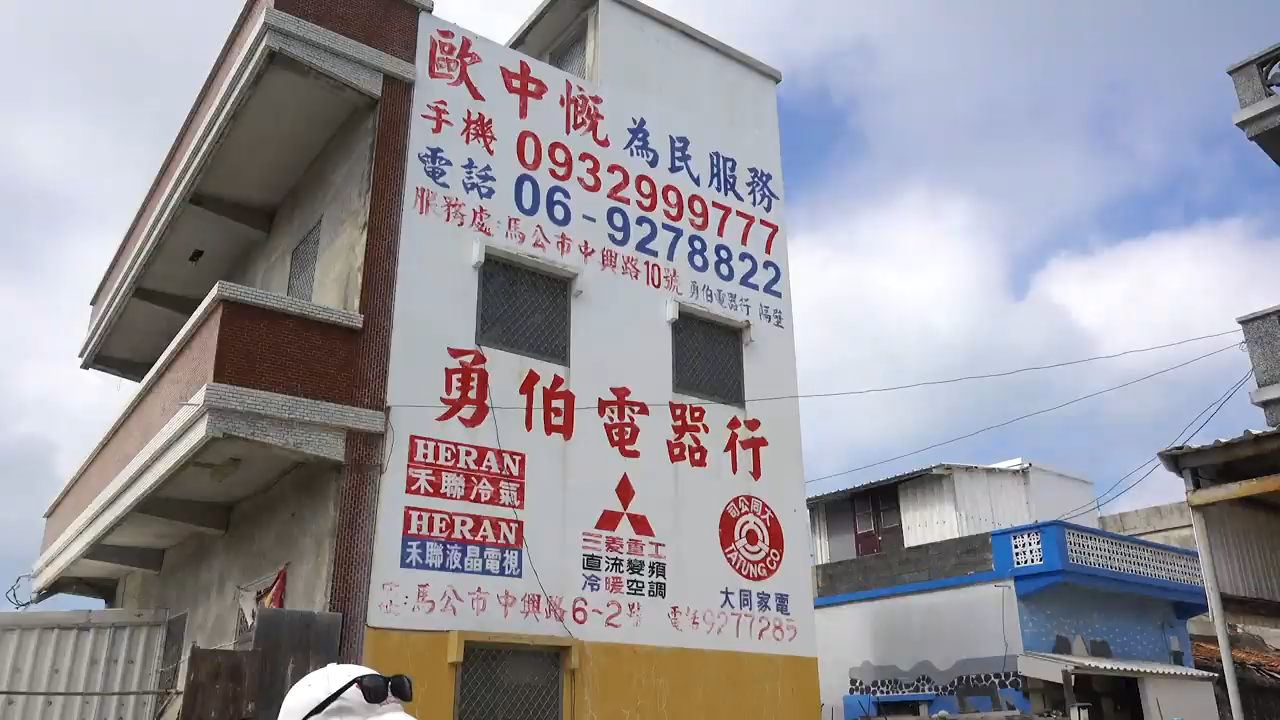 歐中慨 為民服務
手機 0932999777
電話 06-9278822
服務處:馬公市中興路10號 勇伯電器行 隔壁
勇伯電器行
HERAN
禾聯冷氣
HERAN
禾聯液晶電視
三菱重工
直流變頻
冷暖空調
大同公司
TATUNG CO
大同家電
馬公市中興路6~2號 電話9277285